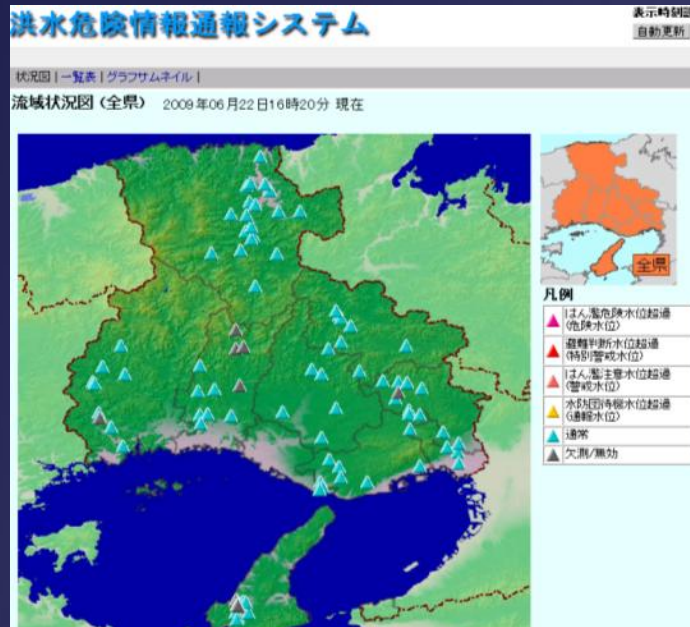 洪水危険情報通報システム
自動更新
状況図 | 一覧表 | グラフサムネイル |
流域状況図（全県） 2009年06月22日16時20分 現在
全県
凡例
はん濫危険水位超過
(危険水位)
避難判断水位超過
(特別警戒水位)
はん濫注意水位超過
(警戒水位)
水防団待機水位超過
(通報水位)
通常
欠測/無効